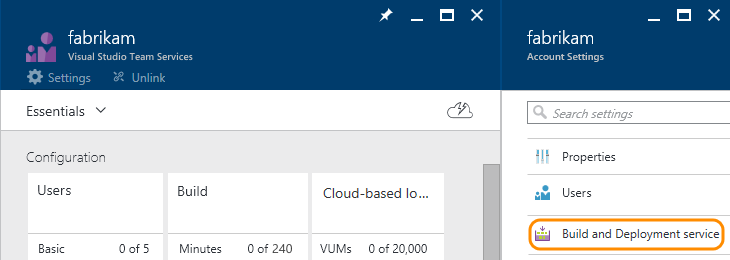 fabrikam
Visual Studio Team Services
Settings Unlink
Essentials
Configuration
Users
Basic 0 of 5
Build
Minutes 0 of 240
Cloud-based lo...
VUMs 0 of 20,000
fabrikam
Account Settings
Search settings
Properties
Users
Build and Deployment service